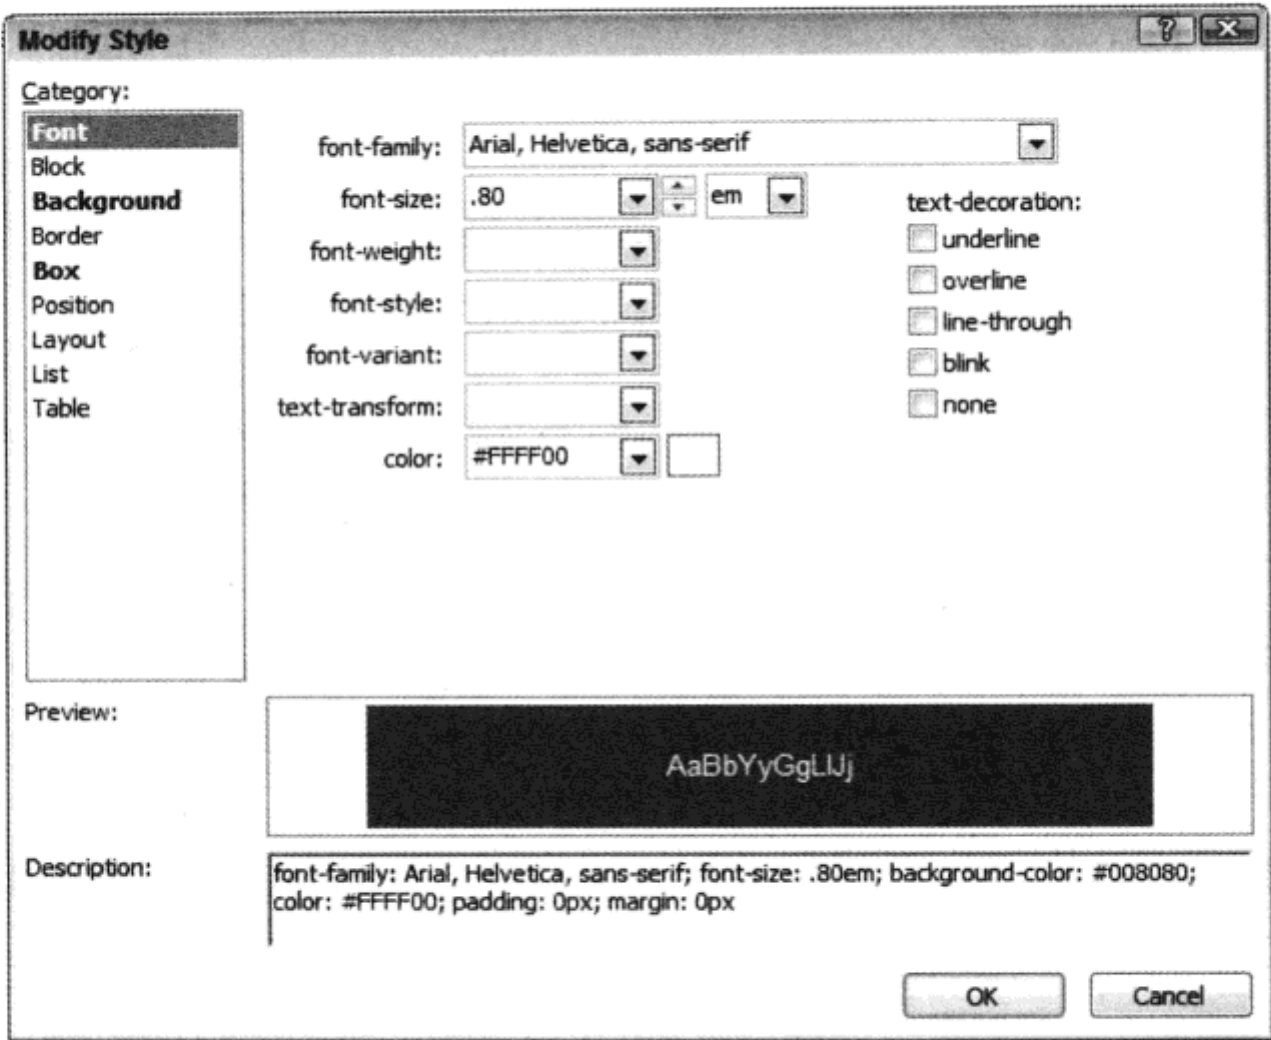 Modify Style
Category:
Font
Block
Background
Border
Box
Position
Layout
List
Table
font-family: Arial, Helvetica, sans-serif
font-size: .80 em
font-weight:
font-style:
font-variant:
text-transform:
color: #FFFF00
text-decoration:
underline
overline
line-through
blink
none
Preview:
AaBbYyGgLlJj
Description:
font-family: Arial, Helvetica, sans-serif; font-size: .80em; background-color: #008080;
color: #FFFF00; padding: 0px; margin: 0px
OK Cancel